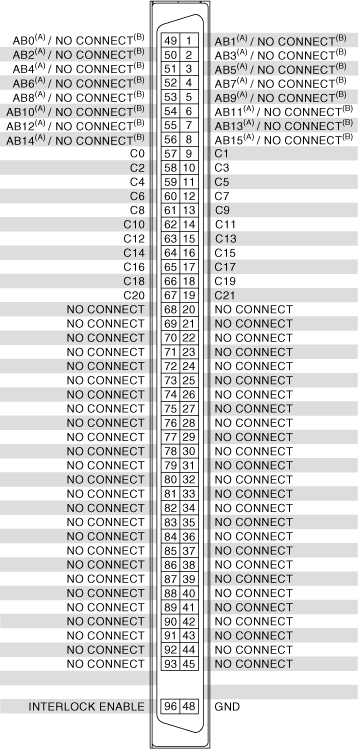 AB0(A) / NO CONNECT(B) 49 1 AB1(A) / NO CONNECT(B)
AB2(A) / NO CONNECT(B) 50 2 AB3(A) / NO CONNECT(B)
AB4(A) / NO CONNECT(B) 51 3 AB5(A) / NO CONNECT(B)
AB6(A) / NO CONNECT(B) 52 4 AB7(A) / NO CONNECT(B)
AB8(A) / NO CONNECT(B) 53 5 AB9(A) / NO CONNECT(B)
AB10(A) / NO CONNECT(B) 54 6 AB11(A) / NO CONNECT(B)
AB12(A) / NO CONNECT(B) 55 7 AB13(A) / NO CONNECT(B)
AB14(A) / NO CONNECT(B) 56 8 AB15(A) / NO CONNECT(B)
C0 57 9 C1
C2 58 10 C3
C4 59 11 C5
C6 60 12 C7
C8 61 13 C9
C10 62 14 C11
C12 63 15 C13
C14 64 16 C15
C16 65 17 C17
C18 66 18 C19
C20 67 19 C21
NO CONNECT 68 20 NO CONNECT
NO CONNECT 69 21 NO CONNECT
NO CONNECT 70 22 NO CONNECT
NO CONNECT 71 23 NO CONNECT
NO CONNECT 72 24 NO CONNECT
NO CONNECT 73 25 NO CONNECT
NO CONNECT 74 26 NO CONNECT
NO CONNECT 75 27 NO CONNECT
NO CONNECT 76 28 NO CONNECT
NO CONNECT 77 29 NO CONNECT
NO CONNECT 78 30 NO CONNECT
NO CONNECT 79 31 NO CONNECT
NO CONNECT 80 32 NO CONNECT
NO CONNECT 81 33 NO CONNECT
NO CONNECT 82 34 NO CONNECT
NO CONNECT 83 35 NO CONNECT
NO CONNECT 84 36 NO CONNECT
NO CONNECT 85 37 NO CONNECT
NO CONNECT 86 38 NO CONNECT
NO CONNECT 87 39 NO CONNECT
NO CONNECT 88 40 NO CONNECT
NO CONNECT 89 41 NO CONNECT
NO CONNECT 90 42 NO CONNECT
NO CONNECT 91 43 NO CONNECT
NO CONNECT 92 44 NO CONNECT
NO CONNECT 93 45 NO CONNECT
INTERLOCK ENABLE 96 48 GND